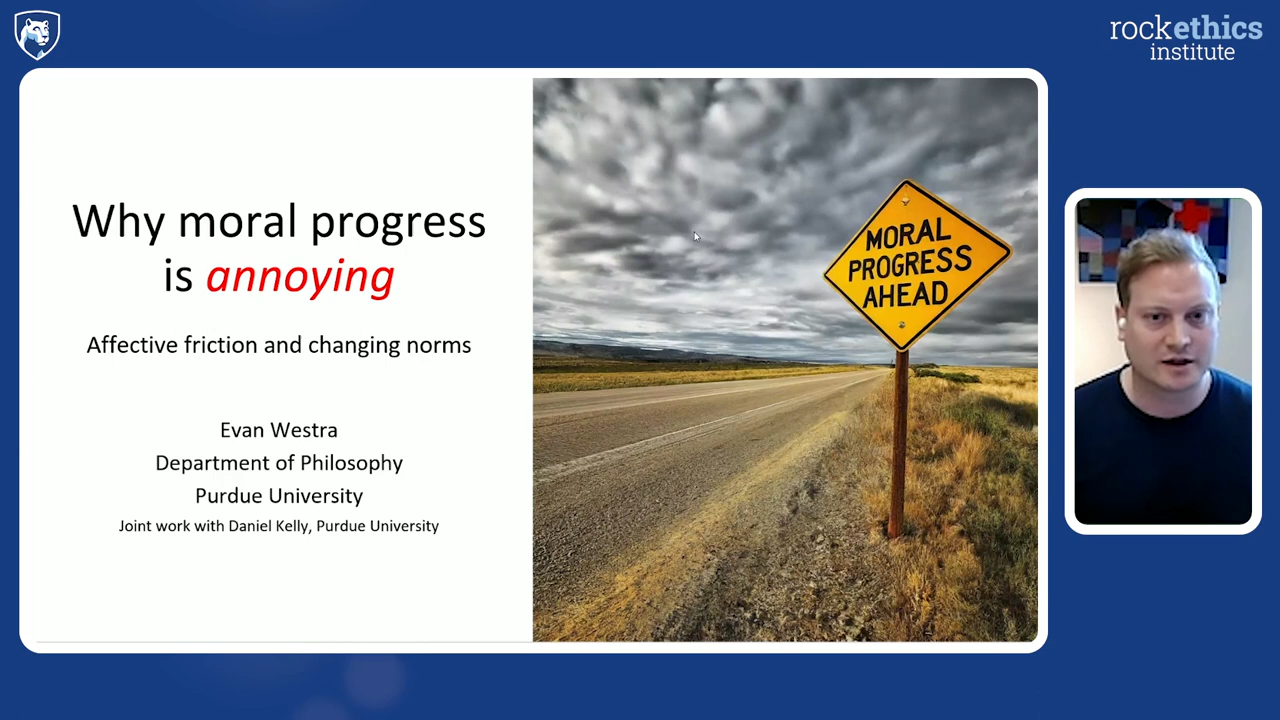 rockethics
institute
Why moral progress
is annoying
Affective friction and changing norms
Evan Westra
Department of Philosophy
Purdue University
Joint work with Daniel Kelly, Purdue University
MORAL
PROGRESS
AHEAD